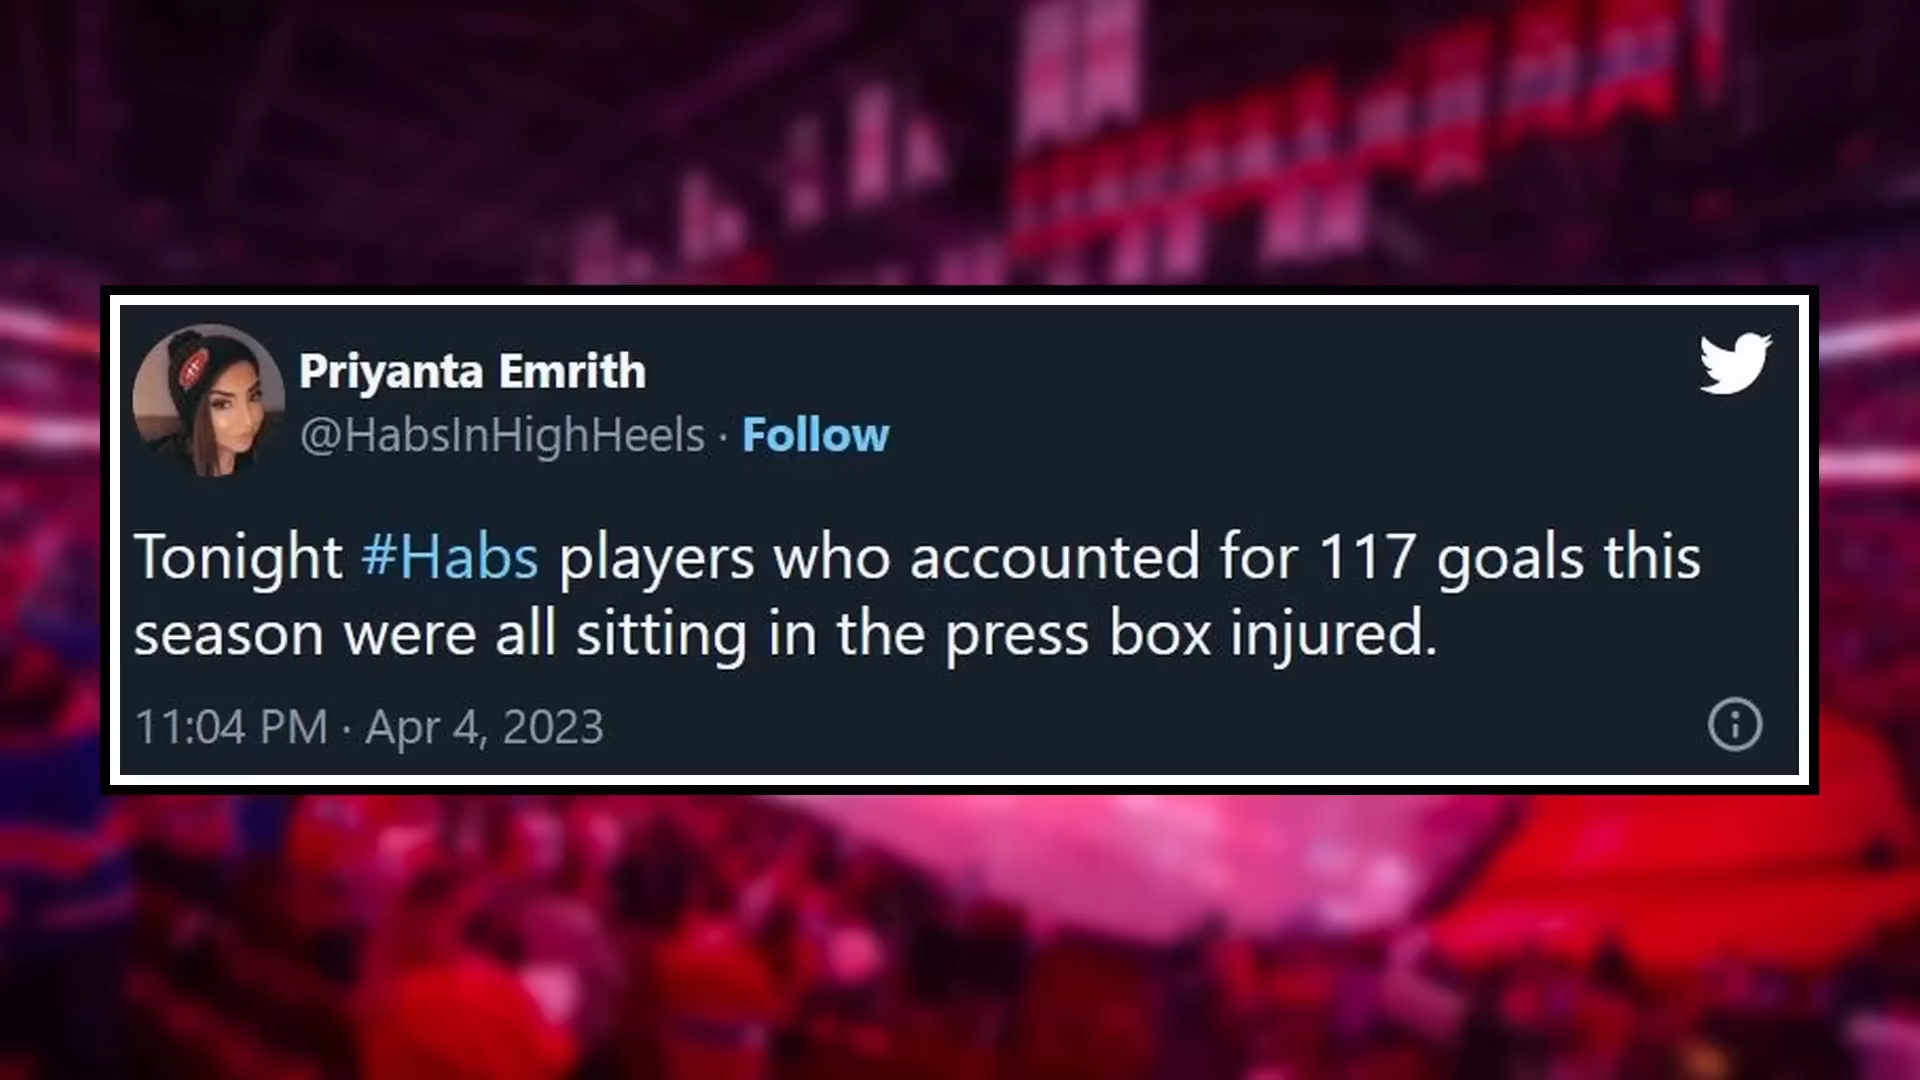 Priyanta Emrith
@HabsInHighHeels · Follow
Tonight #Habs players who accounted for 117 goals this
season were all sitting in the press box injured.
11:04 PM · Apr 4, 2023